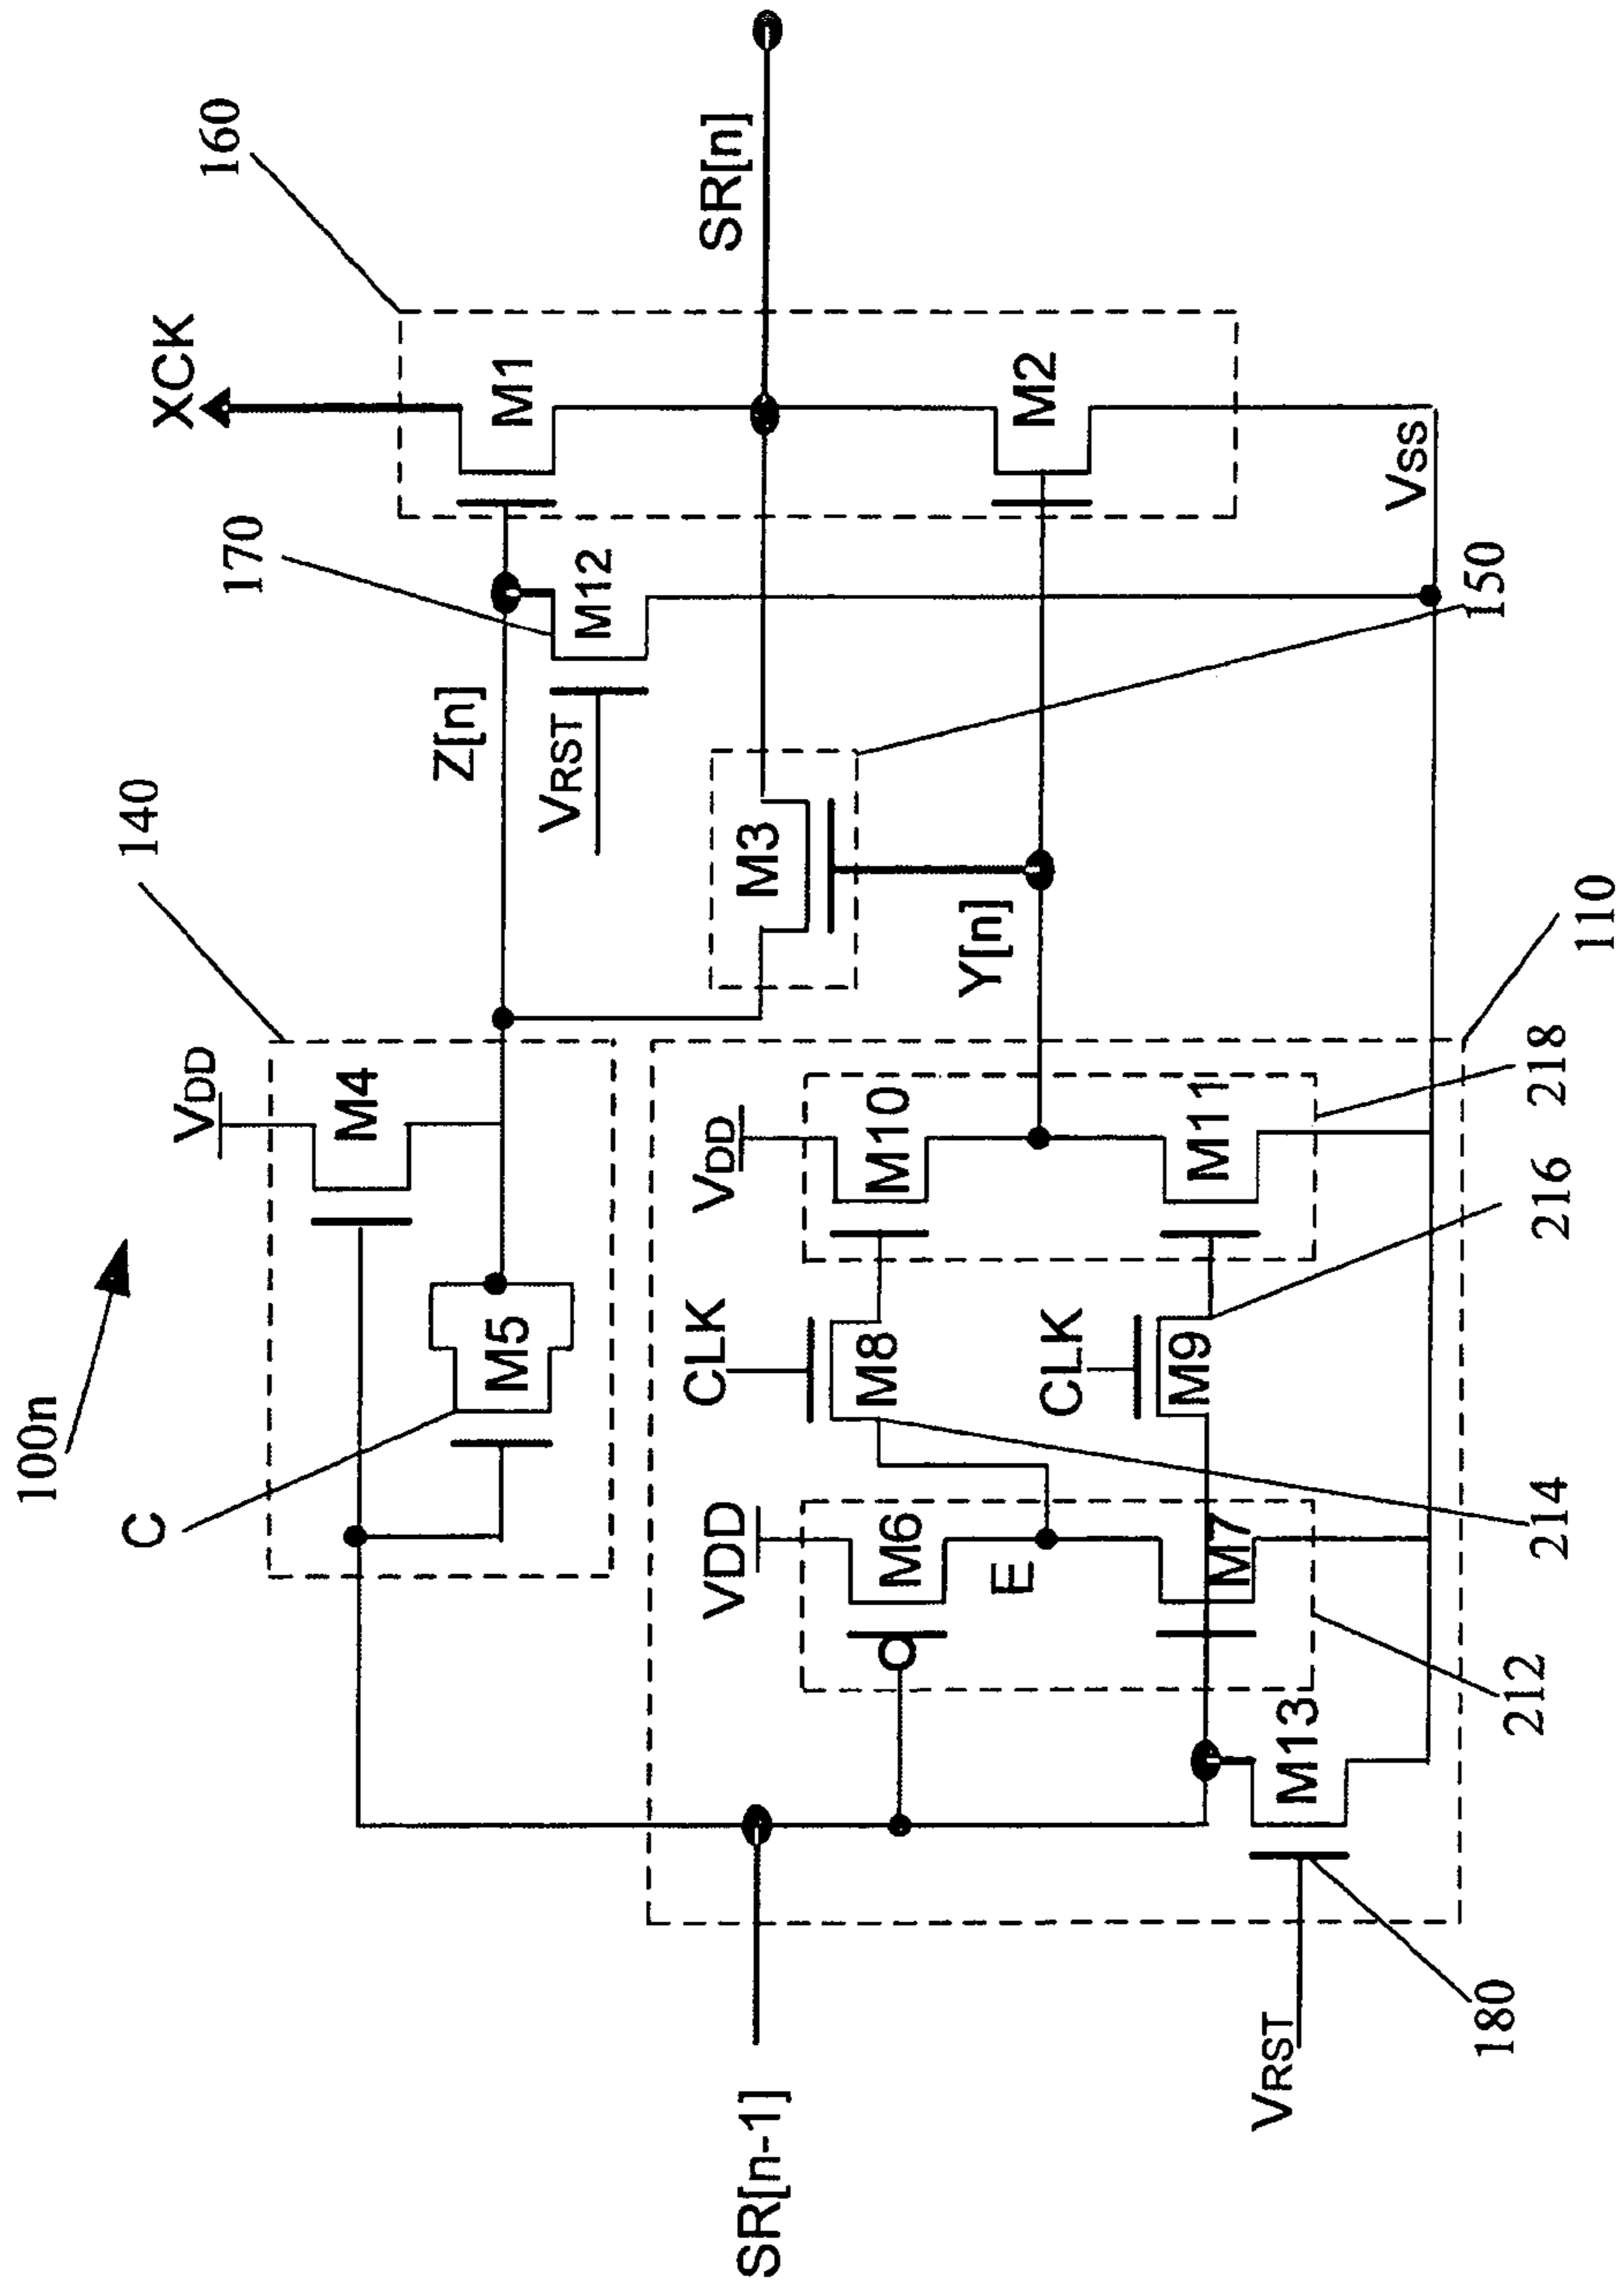 100n
C
140
VDD
M4
M5
Z[n]
170
VRST
M12
160
XCK
M1
SR[n]
M2
VSS
M3
150
Y[n]
SR[n-1]
VDD
M6
E
M7
CLK
M8
CLK
M9
VDD
M10
M11
M13
VRST
180
212
214
216
218
110